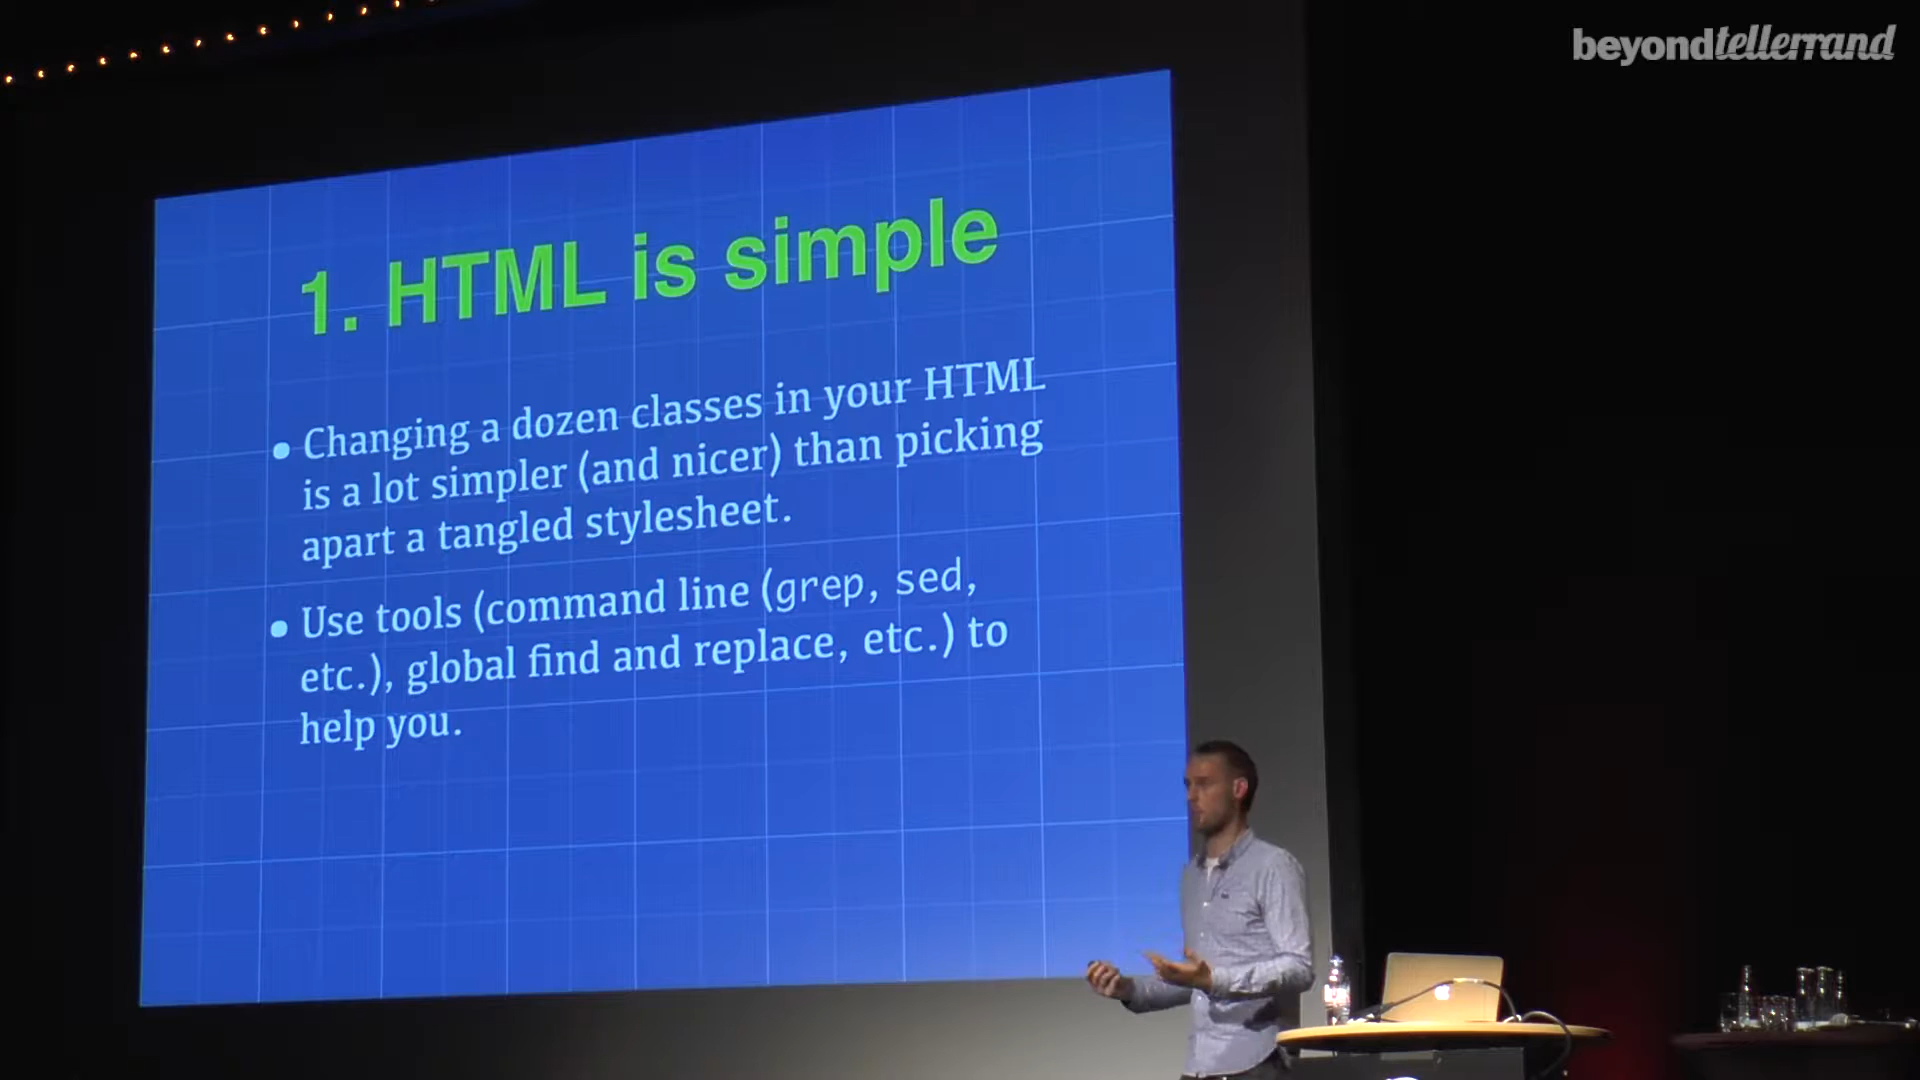 beyondtellerrand
1. HTML is simple
• Changing a dozen classes in your HTML
is a lot simpler (and nicer) than picking
apart a tangled stylesheet.
• Use tools (command line (grep, sed,
etc.), global find and replace, etc.) to
help you.